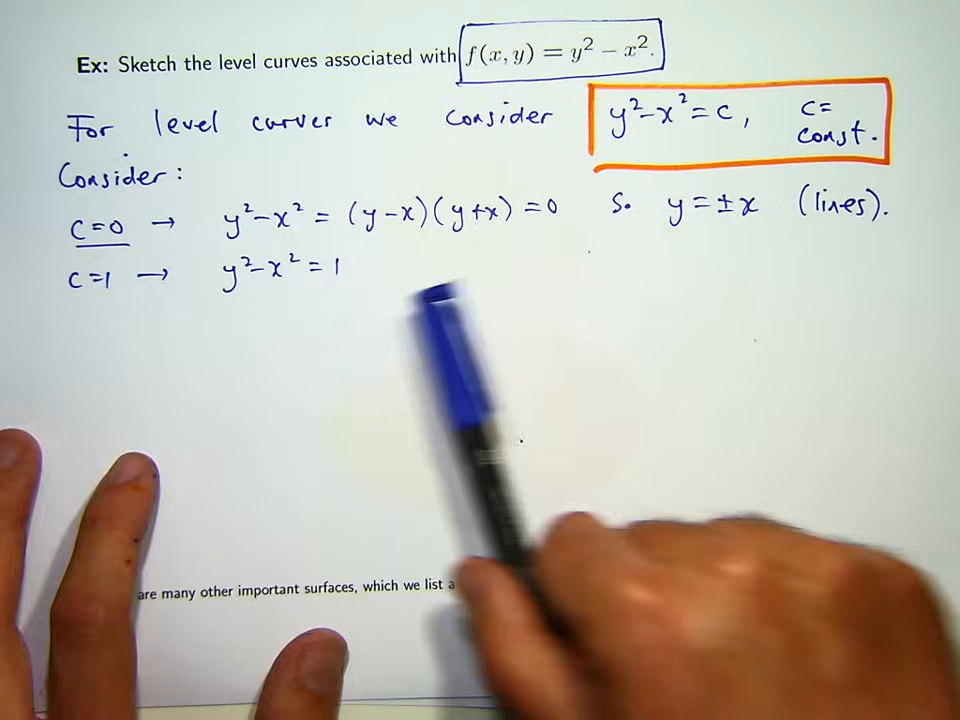 Ex: Sketch the level curves associated with f(x, y) = y² − x².
For level curves we consider y²-x² = c, c = const.
Consider:
c=0 → y²-x² = (y-x)(y+x) = 0 so y = ±x (lines).
c=1 → y²-x² = 1
are many other important surfaces, which we list a